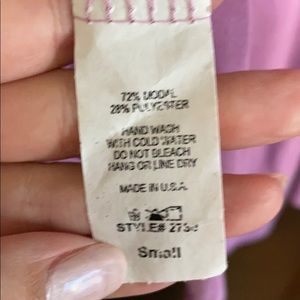 72% MODAL
28% POLYESTER
HAND WASH
WITH COLD WATER
DO NOT BLEACH
HANG OR LINE DRY
MADE IN U.S.A.
STYLE#
Small